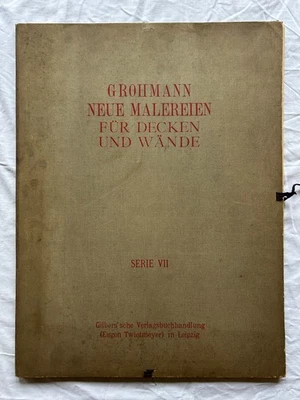 GROHMANN
NEUE MALEREIEN
FÜR DECKEN
UND WÄNDE
SERIE VII
Gilbers'sche Verlagsbuchhandlung
(Eugen Twietmeyer) in Leipzig